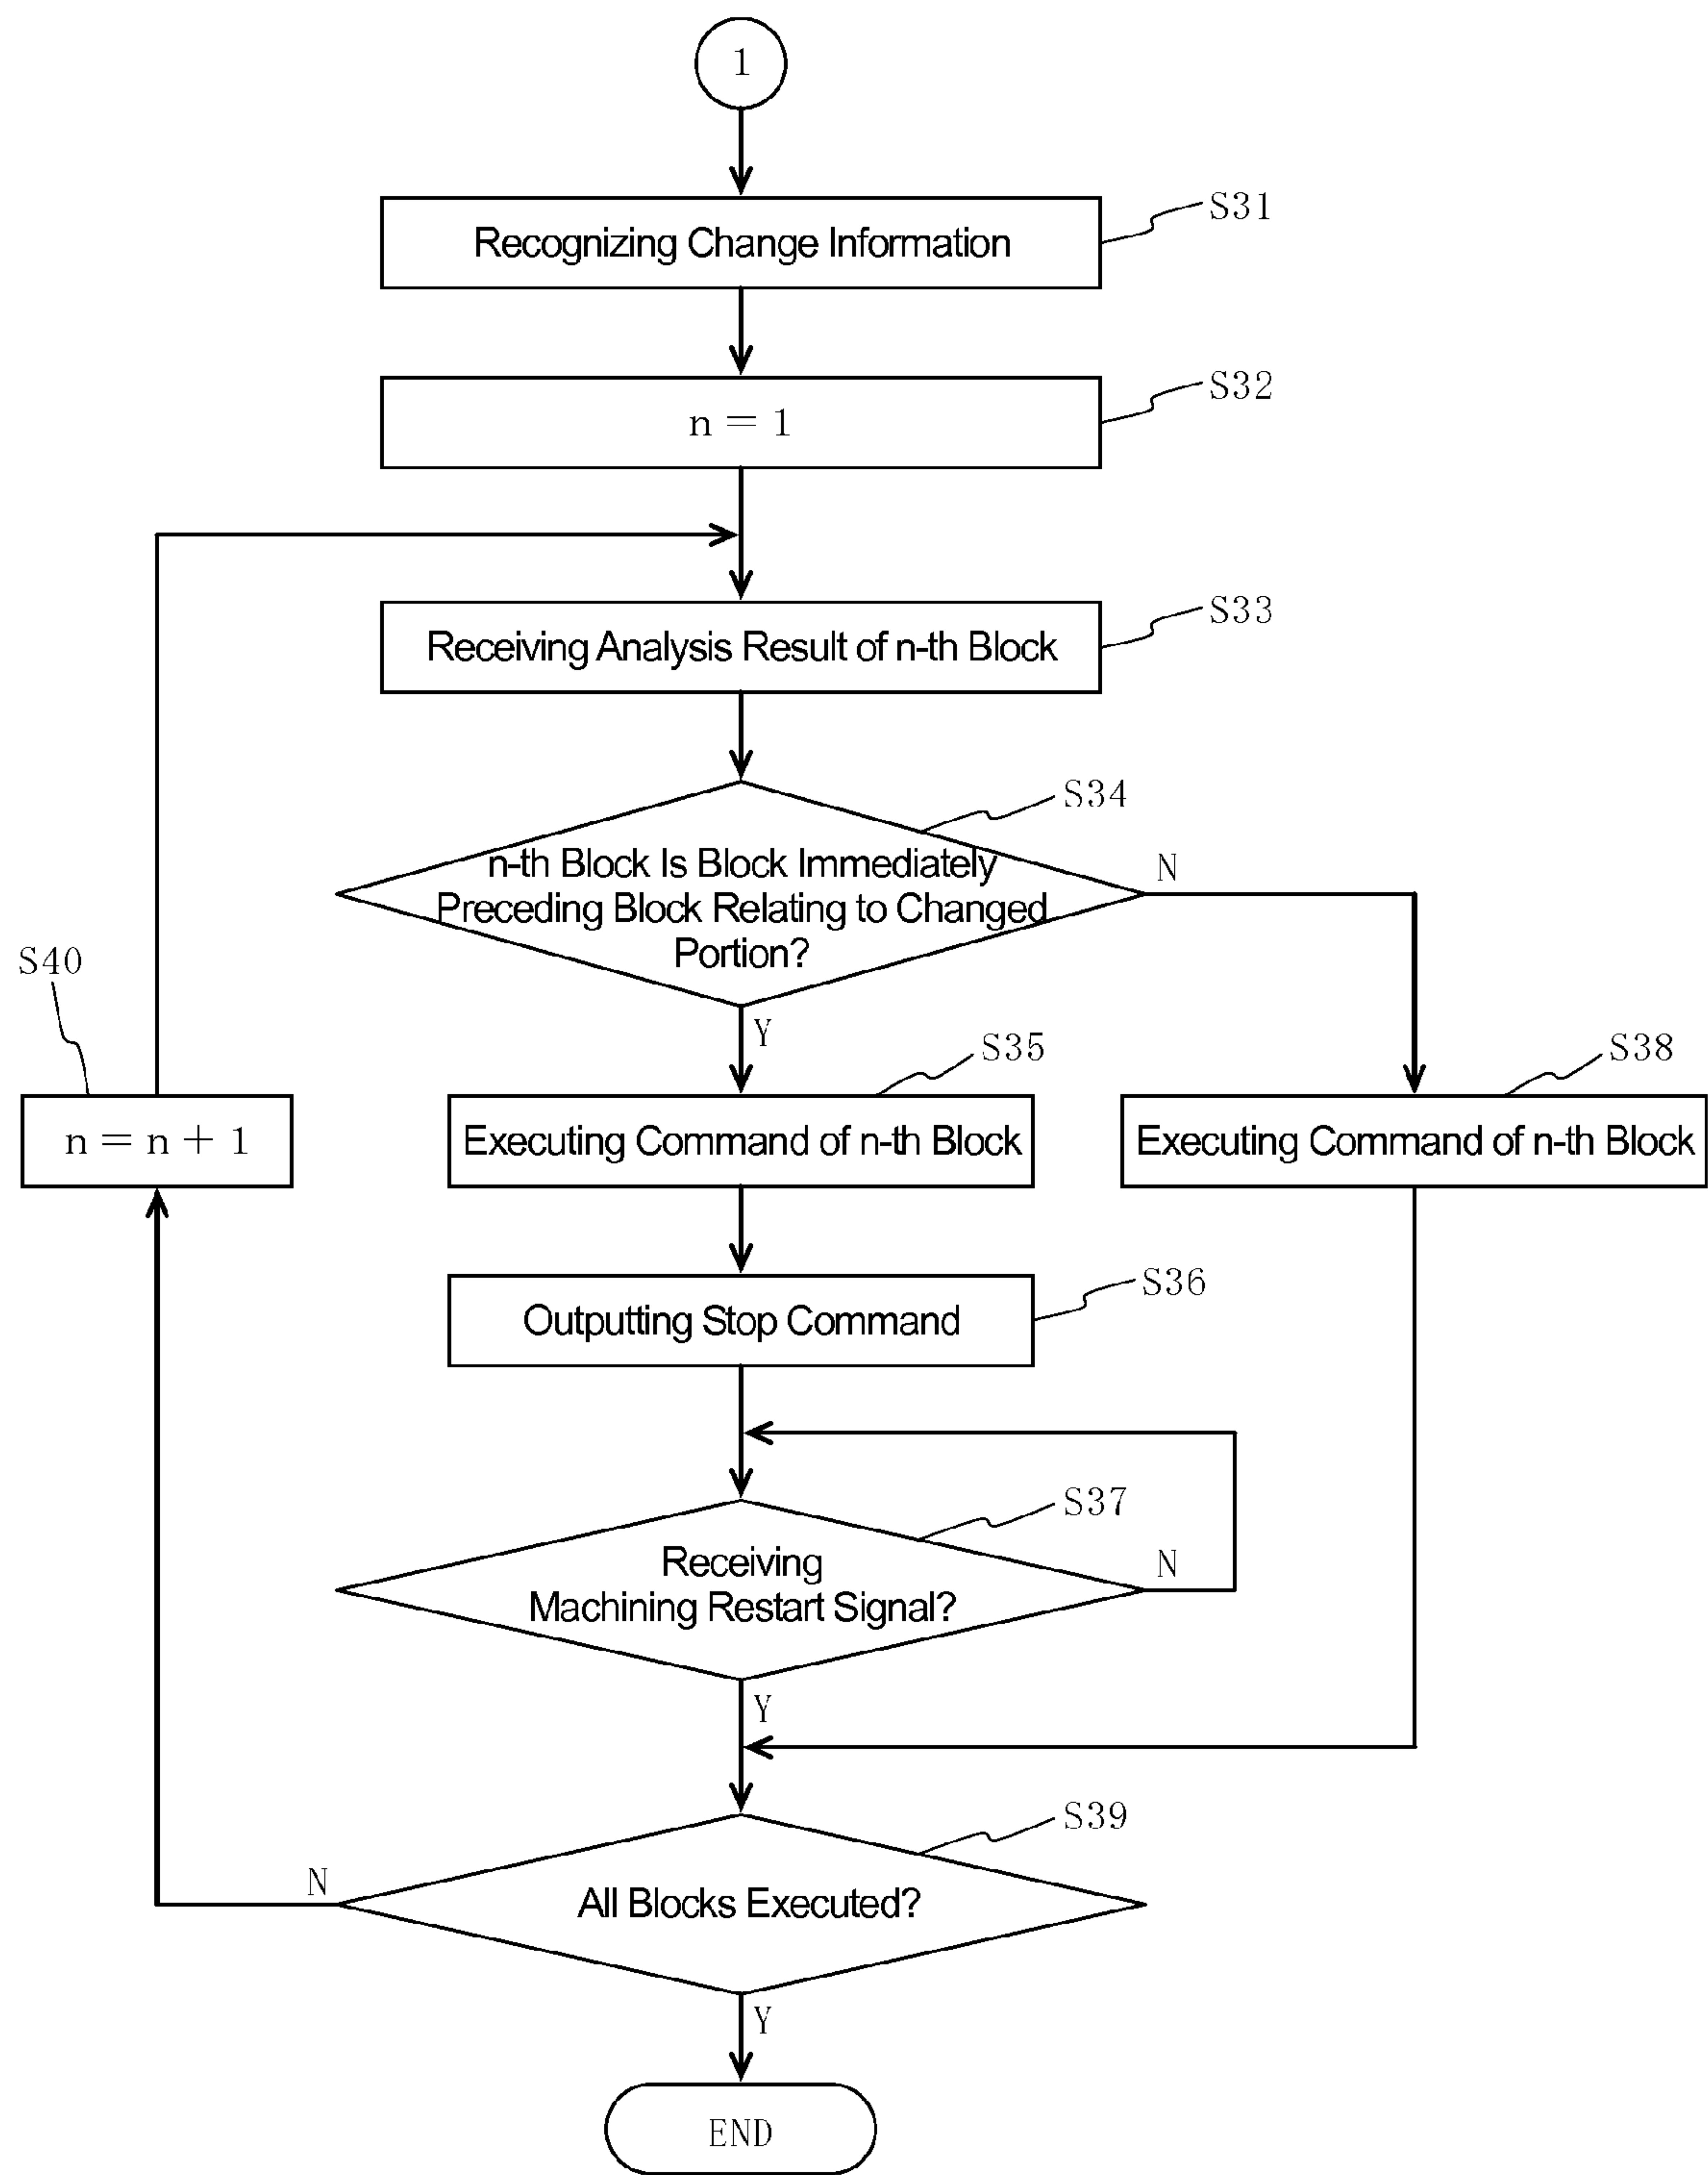 1
S31
Recognizing Change Information
S32
n = 1
S33
Receiving Analysis Result of n-th Block
S34
n-th Block Is Block Immediately
Preceding Block Relating to Changed
Portion?
N
Y
S40
n = n + 1
S35
Executing Command of n-th Block
S38
Executing Command of n-th Block
S36
Outputting Stop Command
S37
Receiving
Machining Restart Signal?
N
Y
S39
All Blocks Executed?
N
Y
END